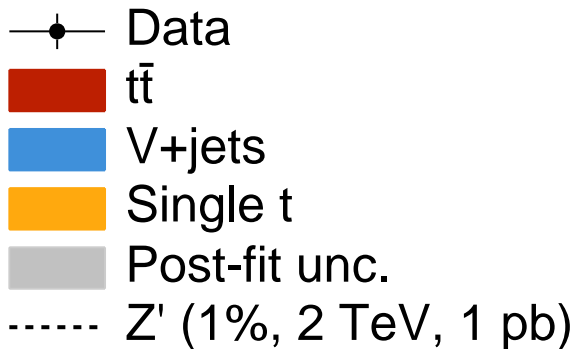 Data
tt̄
V+jets
Single t
Post-fit unc.
Z' (1%, 2 TeV, 1 pb)